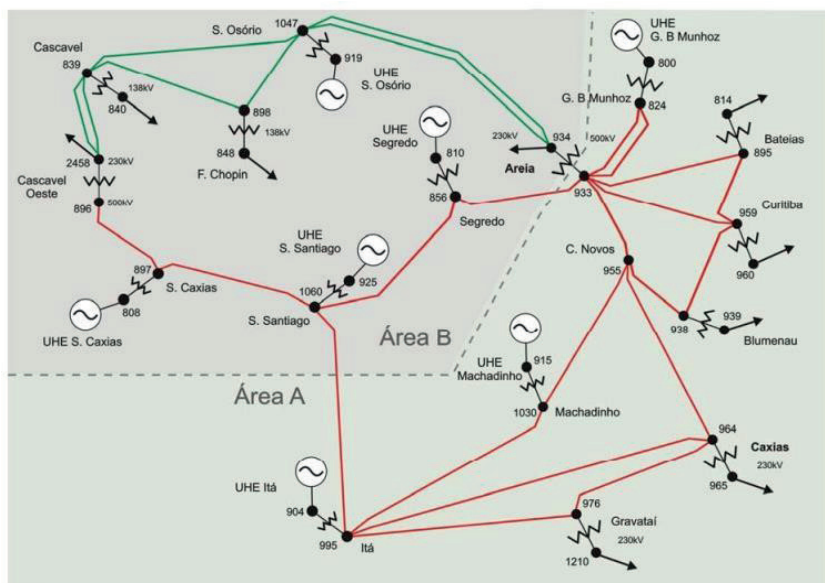 S. Osório
1047
Cascavel
839
919
UHE
S. Osório
138kV
840
898
138kV
848
F. Chopin
2458
230kV
Cascavel
Oeste
896
500kV
UHE
Segredo
810
856
Segredo
230kV
934
500kV
Areia
933
UHE
G. B Munhoz
800
G. B Munhoz
824
814
Bateias
895
Curitiba
959
960
C. Novos
955
938
939
Blumenau
UHE
S. Santiago
925
1060
S. Santiago
897
S. Caxias
808
UHE S. Caxias
Área B
Área A
UHE
Machadinho
915
1030
Machadinho
964
Caxias
230kV
965
UHE Itá
904
995
Itá
976
Gravataí
230kV
1210